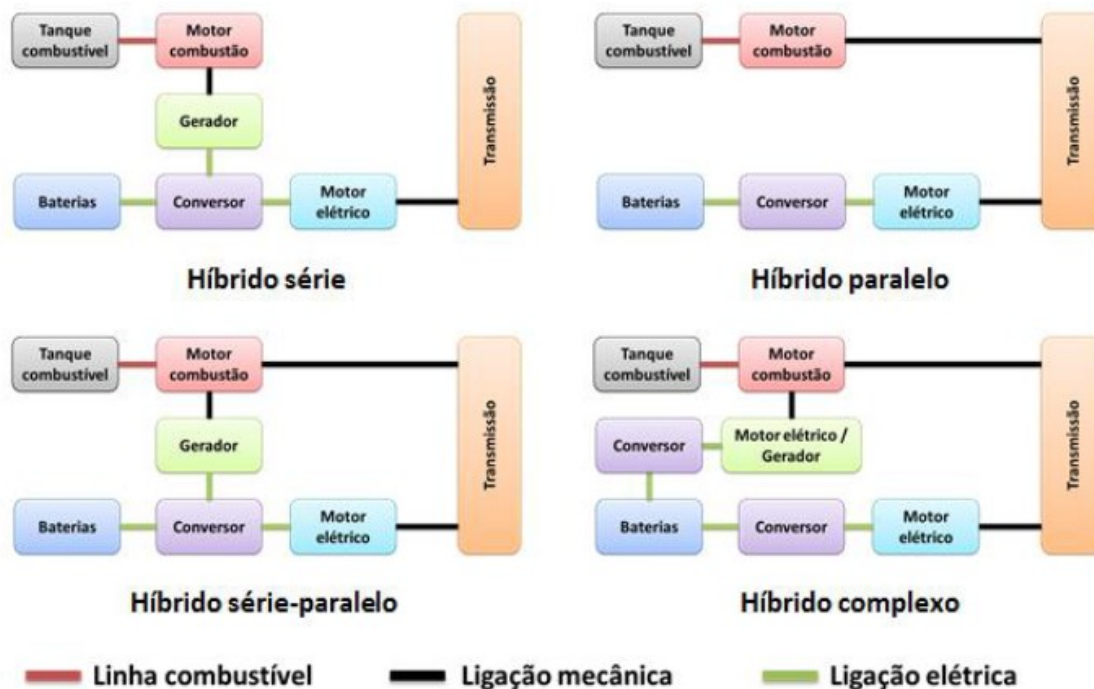 Tanque
combustível
Motor
combustão
Gerador
Baterias
Conversor
Motor
elétrico
Transmissão
Híbrido série
Tanque
combustível
Motor
combustão
Baterias
Conversor
Motor
elétrico
Transmissão
Híbrido paralelo
Tanque
combustível
Motor
combustão
Gerador
Baterias
Conversor
Motor
elétrico
Transmissão
Híbrido série-paralelo
Tanque
combustível
Motor
combustão
Conversor
Motor elétrico /
Gerador
Baterias
Conversor
Motor
elétrico
Transmissão
Híbrido complexo
Linha combustível
Ligação mecânica
Ligação elétrica